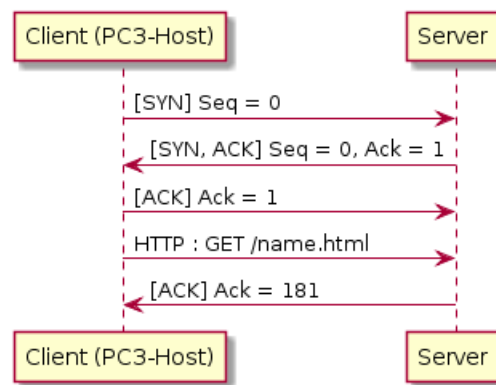 Client (PC3-Host) Server
[SYN] Seq = 0
[SYN, ACK] Seq = 0, Ack = 1
[ACK] Ack = 1
HTTP : GET /name.html
[ACK] Ack = 181
Client (PC3-Host) Server